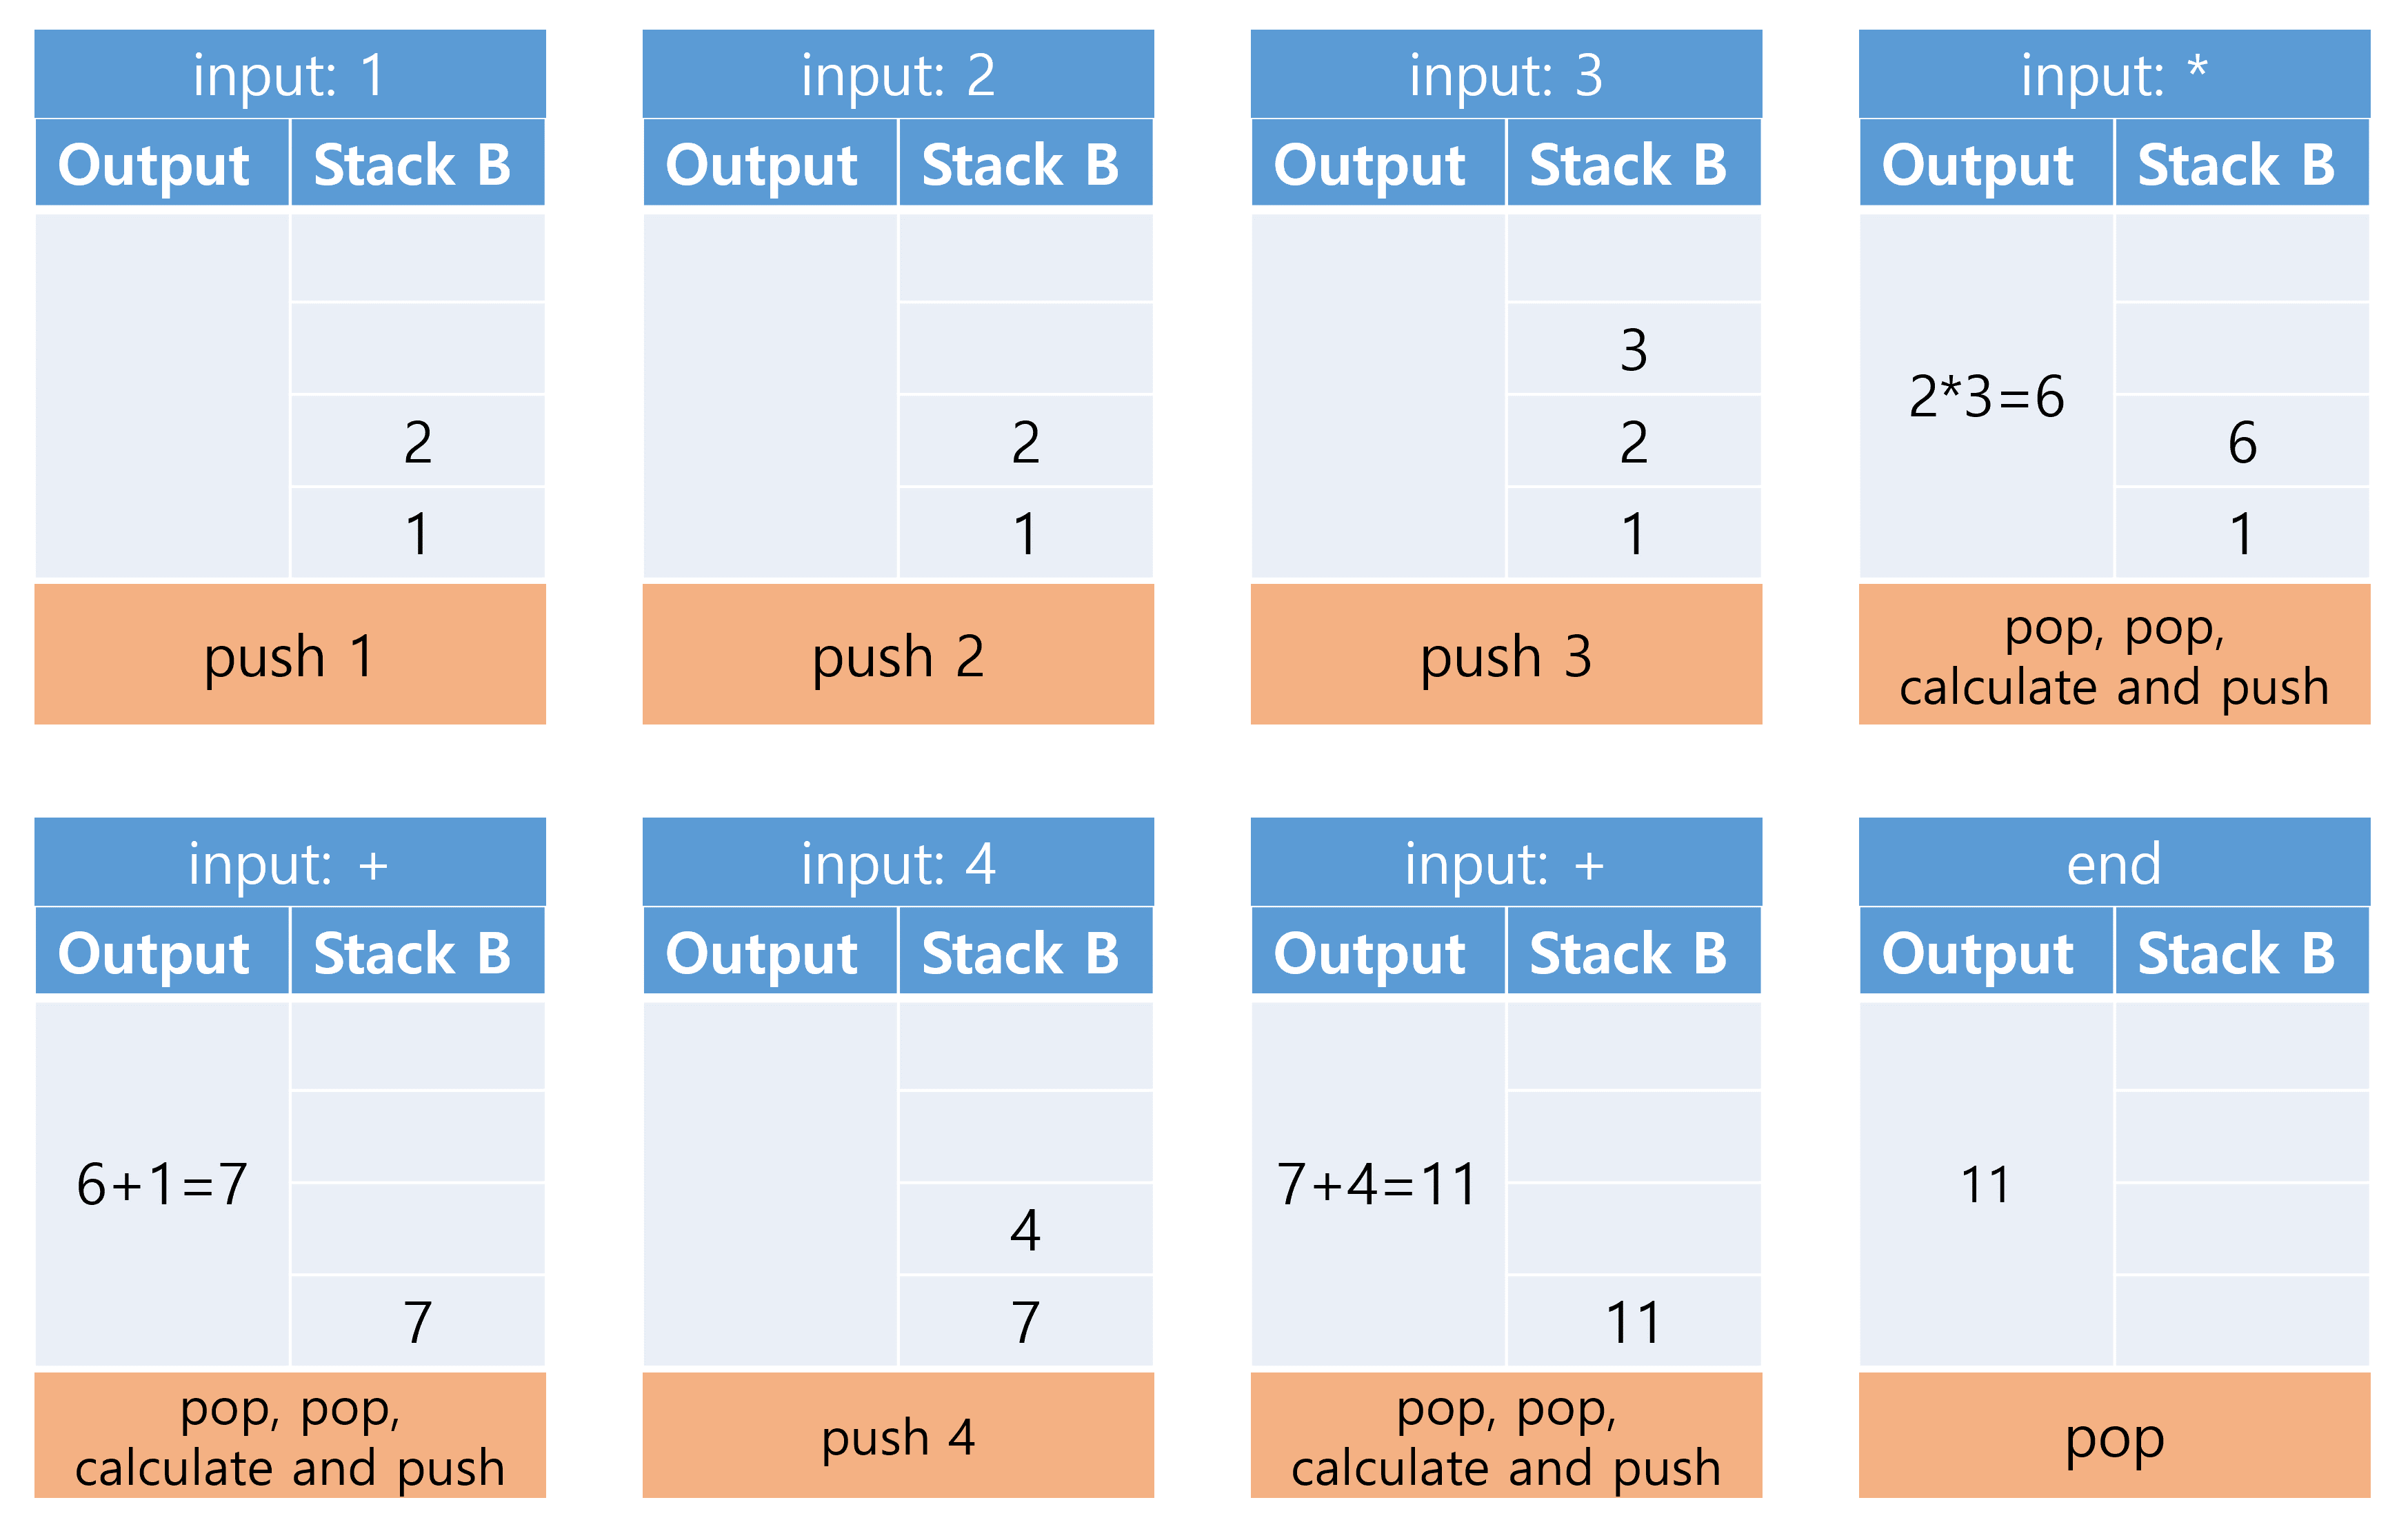 input: 1
Output Stack B
2
1
push 1
input: 2
Output Stack B
2
1
push 2
input: 3
Output Stack B
3
2
1
push 3
input: *
Output Stack B
2*3=6
6
1
pop, pop,
calculate and push
input: +
Output Stack B
6+1=7
7
pop, pop,
calculate and push
input: 4
Output Stack B
4
7
push 4
input: +
Output Stack B
7+4=11
11
pop, pop,
calculate and push
end
Output Stack B
11
pop